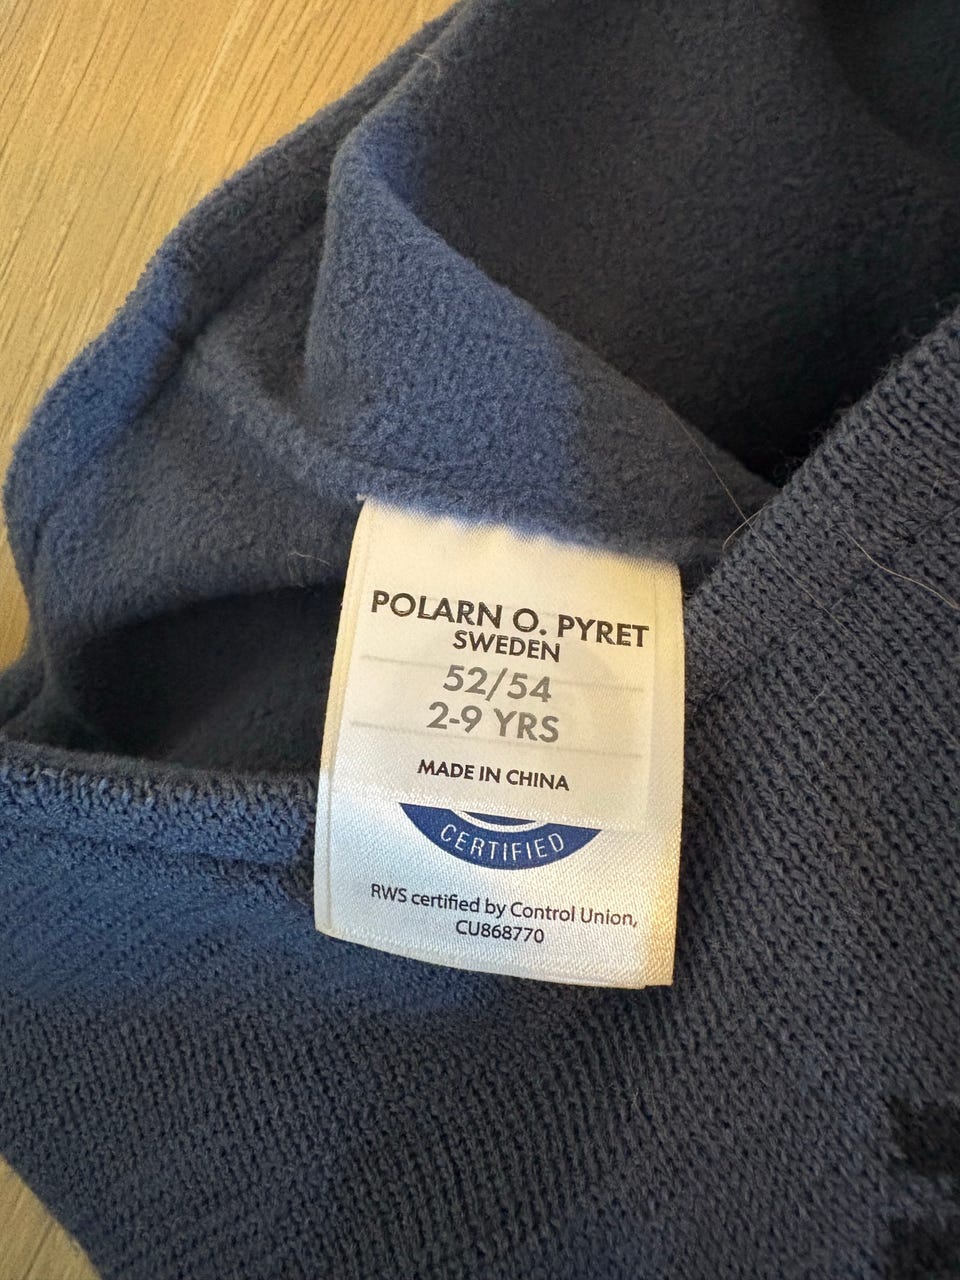 POLARN O. PYRET
SWEDEN
52/54
2-9 YRS
MADE IN CHINA
CERTIFIED
RWS certified by Control Union,
CU868770